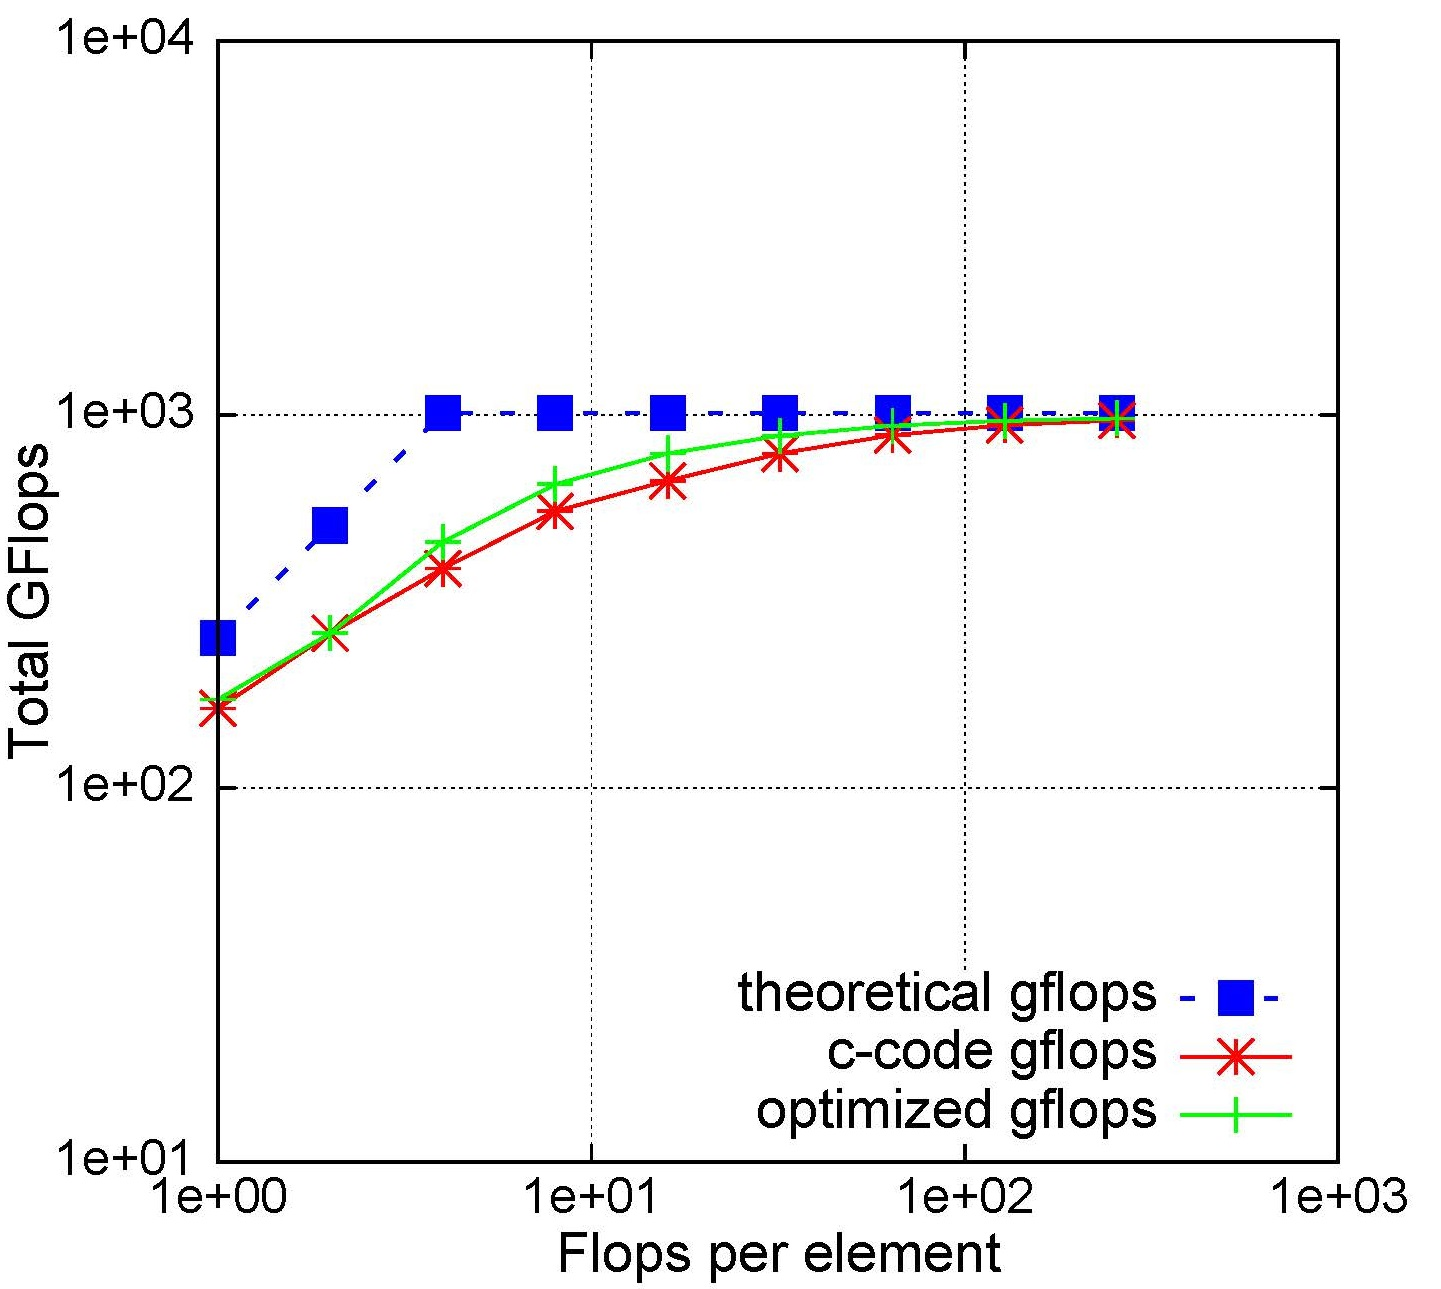 1e+04
1e+03
1e+02
1e+01
Total GFlops
theoretical gflops
c-code gflops
optimized gflops
1e+00 1e+01 1e+02 1e+03
Flops per element